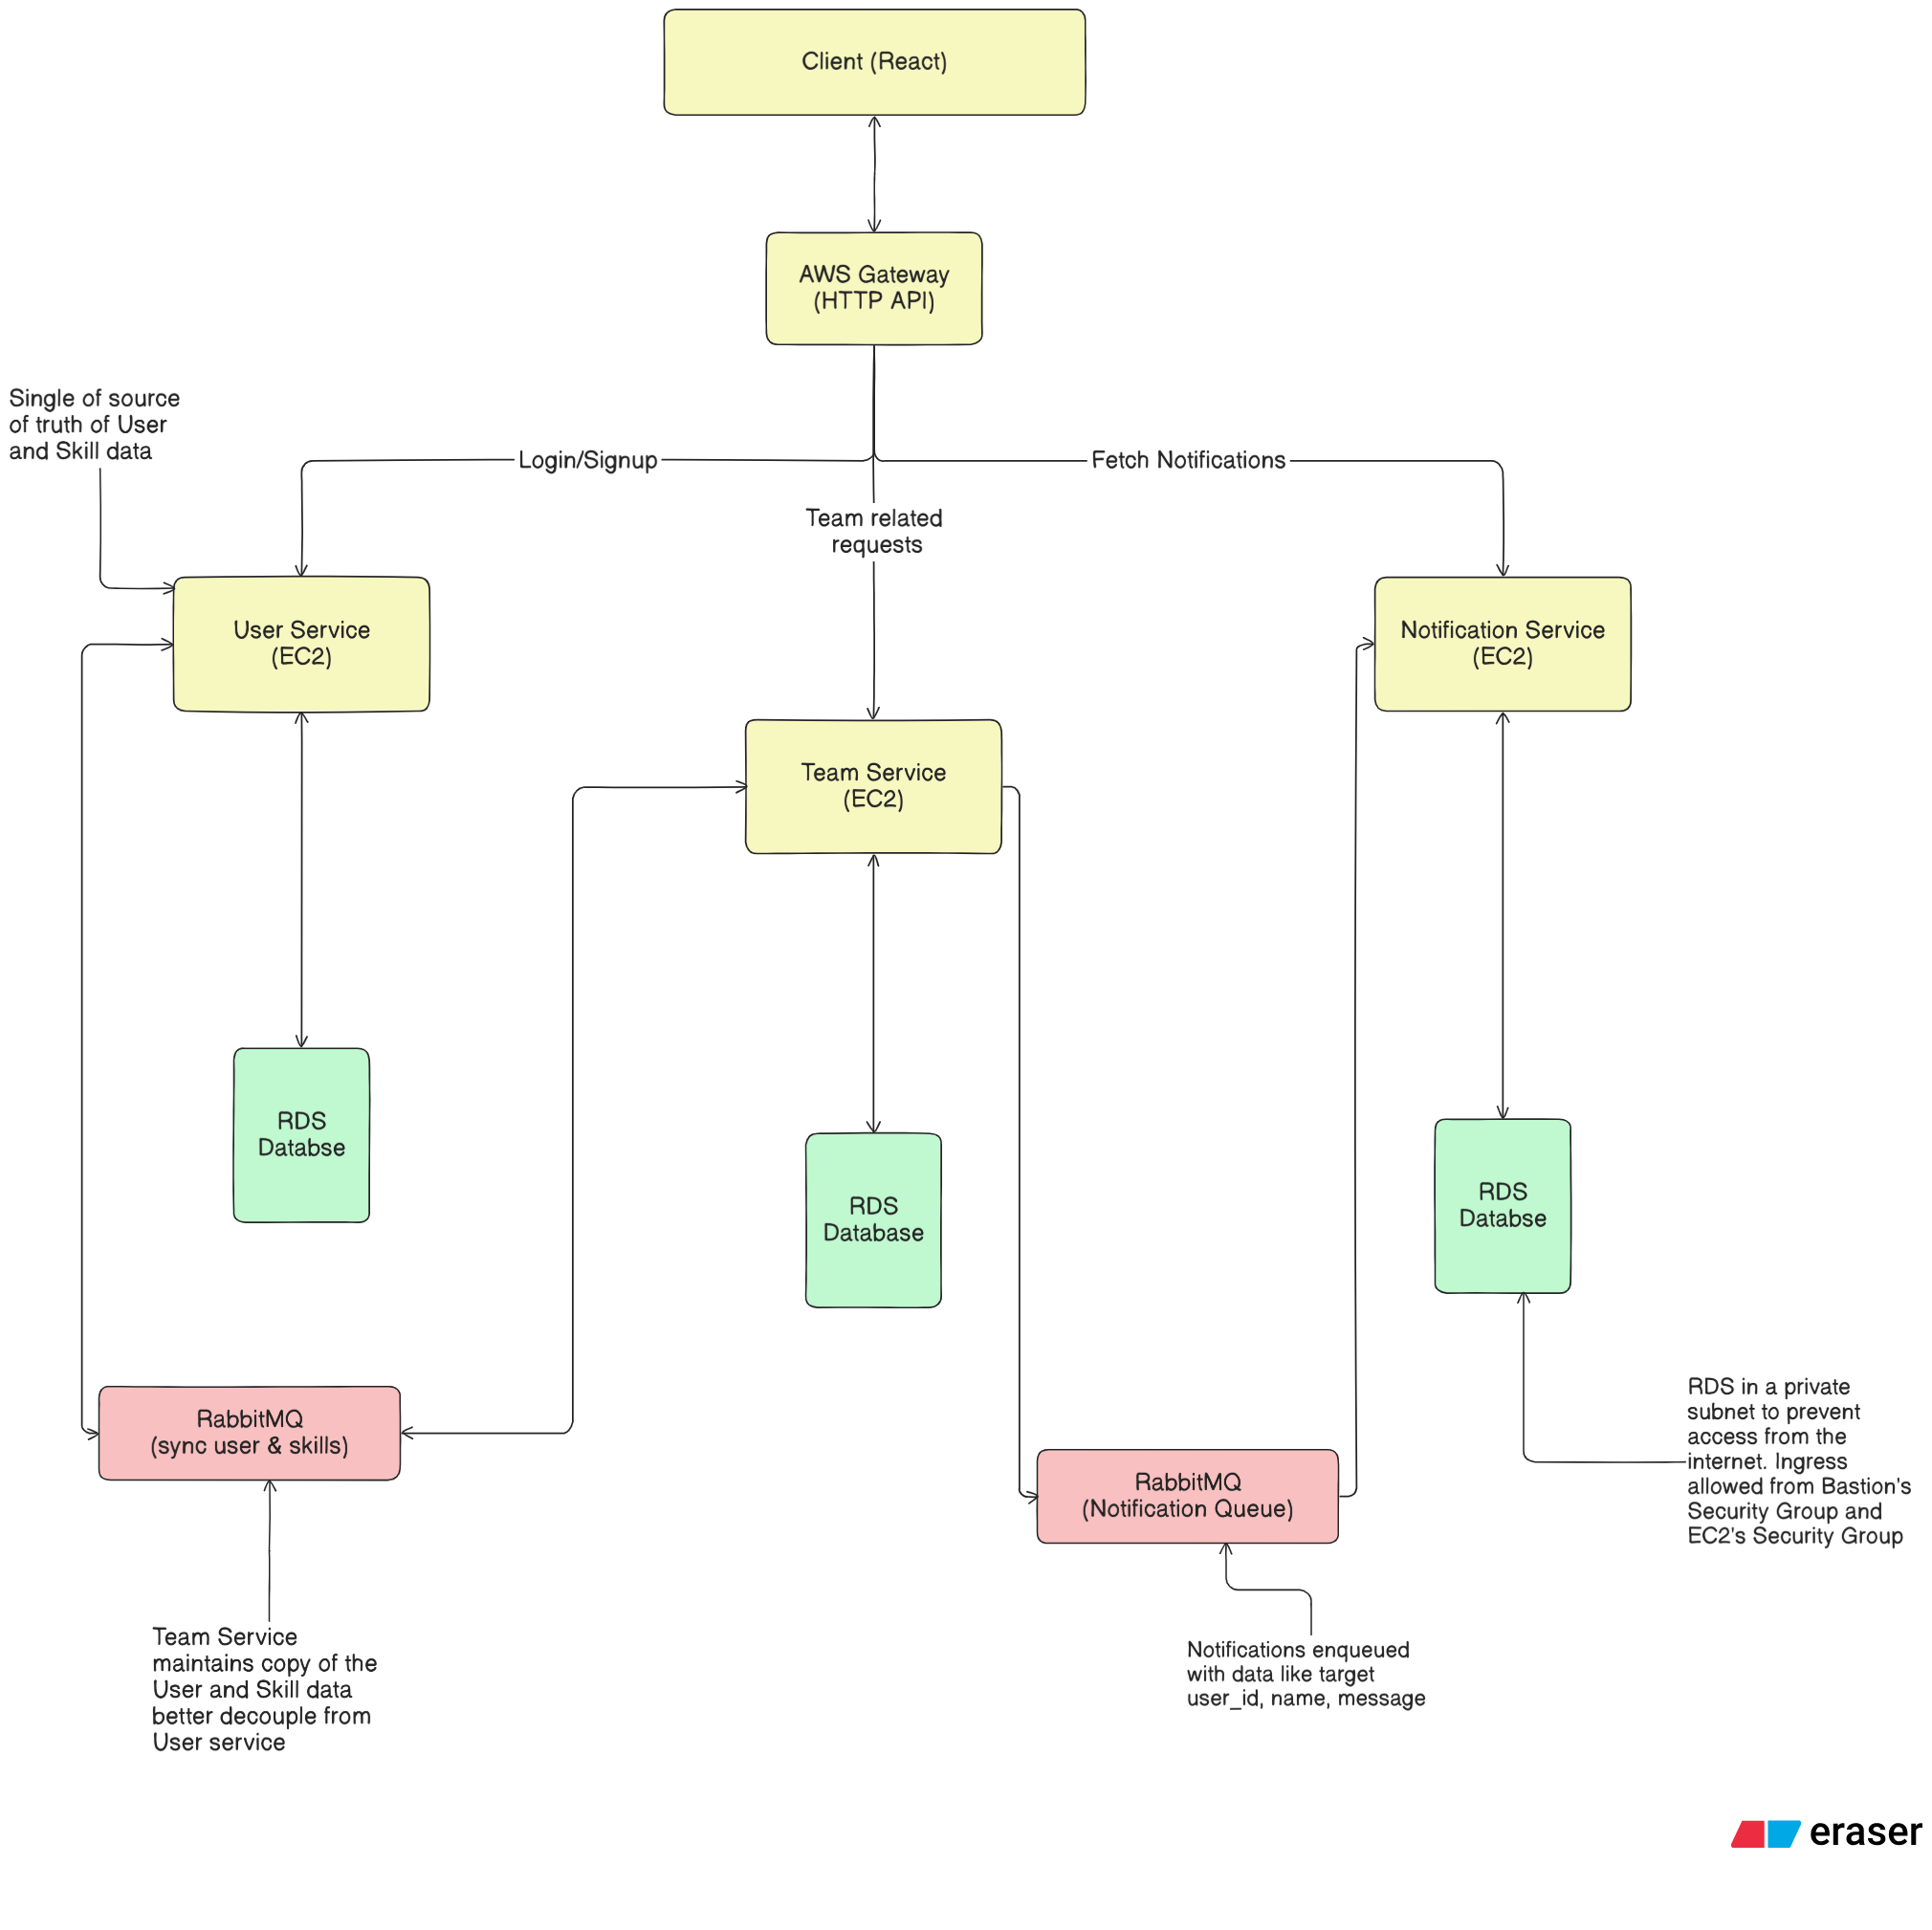 Client (React)
AWS Gateway
(HTTP API)
Single of source
of truth of User
and Skill data
Login/Signup
Fetch Notifications
Team related
requests
User Service
(EC2)
Notification Service
(EC2)
Team Service
(EC2)
RDS
Databse
RDS
Database
RDS
Databse
RabbitMQ
(sync user & skills)
RabbitMQ
(Notification Queue)
RDS in a private
subnet to prevent
access from the
internet. Ingress
allowed from Bastion's
Security Group and
EC2's Security Group
Team Service
maintains copy of the
User and Skill data
better decouple from
User service
Notifications enqueued
with data like target
user_id, name, message
eraser